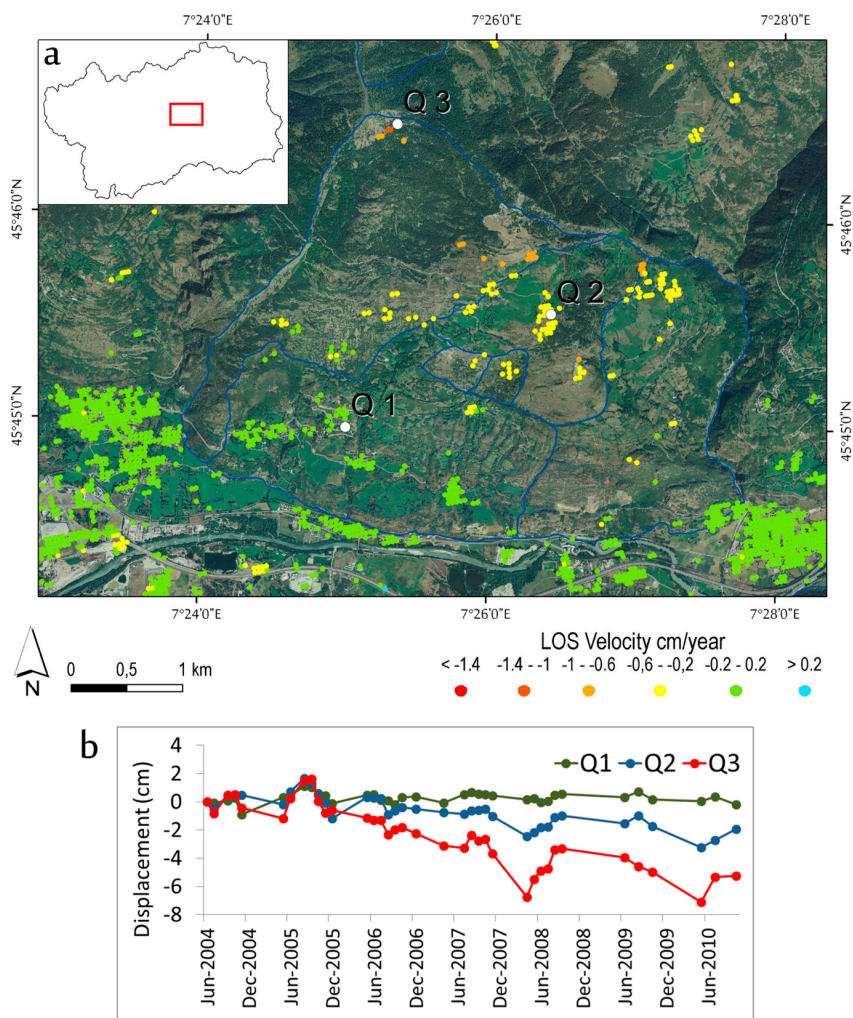 7°24'0"E 7°26'0"E 7°28'0"E
a
Q 3
45°46'0"N 45°46'0"N
Q 2
Q 1
45°45'0"N 45°45'0"N
7°24'0"E 7°26'0"E 7°28'0"E
N
0 0,5 1 km
LOS Velocity cm/year
< -1.4 -1.4 - -1 -1 - -0.6 -0,6 - -0,2 -0.2 - 0.2 > 0.2
b
Q1 Q2 Q3
4
2
0
-2
-4
-6
-8
Displacement (cm)
Jun-2004
Dec-2004
Jun-2005
Dec-2005
Jun-2006
Dec-2006
Jun-2007
Dec-2007
Jun-2008
Dec-2008
Jun-2009
Dec-2009
Jun-2010